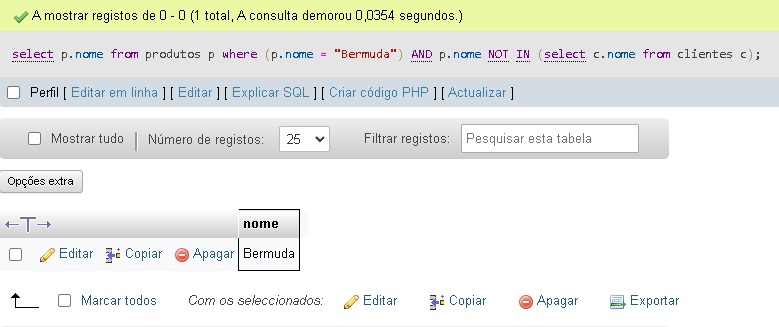 A mostrar registos de 0 - 0 (1 total, A consulta demorou 0,0354 segundos.)
select p.nome from produtos p where (p.nome = "Bermuda") AND p.nome NOT IN (select c.nome from clientes c);
Perfil [ Editar em linha ] [ Editar ] [ Explicar SQL ] [ Criar código PHP ] [ Actualizar ]
Mostrar tudo Número de registos: 25 Filtrar registos: Pesquisar esta tabela
Opções extra
←T→ nome
Editar Copiar Apagar Bermuda
Marcar todos Com os seleccionados: Editar Copiar Apagar Exportar